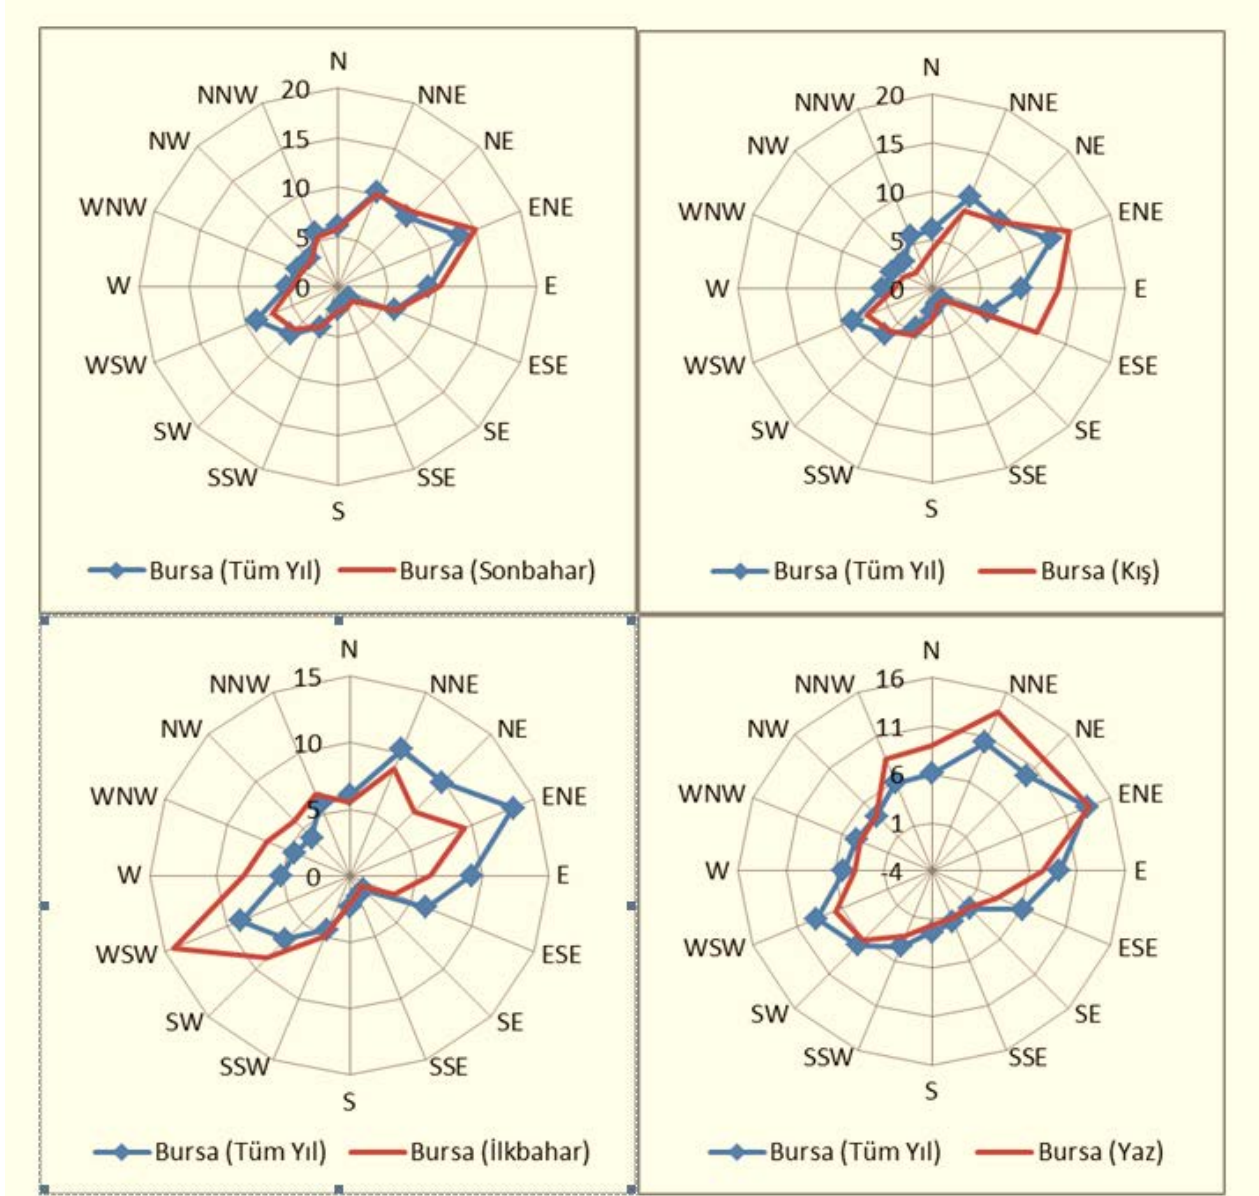 N
20
NNW
NNE
15
NW
NE
10
WNW
ENE
5
W
0
E
WSW
ESE
SW
SE
SSW
SSE
S
Bursa (Tüm Yıl)
Bursa (Sonbahar)
N
20
NNW
NNE
15
NW
NE
10
WNW
ENE
5
W
0
E
WSW
ESE
SW
SE
SSW
SSE
S
Bursa (Tüm Yıl)
Bursa (Kış)
N
15
NNW
NNE
NW
NE
10
WNW
ENE
5
W
0
E
WSW
ESE
SW
SE
SSW
SSE
S
Bursa (Tüm Yıl)
Bursa (İlkbahar)
N
16
NNW
NNE
11
NW
NE
6
WNW
ENE
1
W
-4
E
WSW
ESE
SW
SE
SSW
SSE
S
Bursa (Tüm Yıl)
Bursa (Yaz)